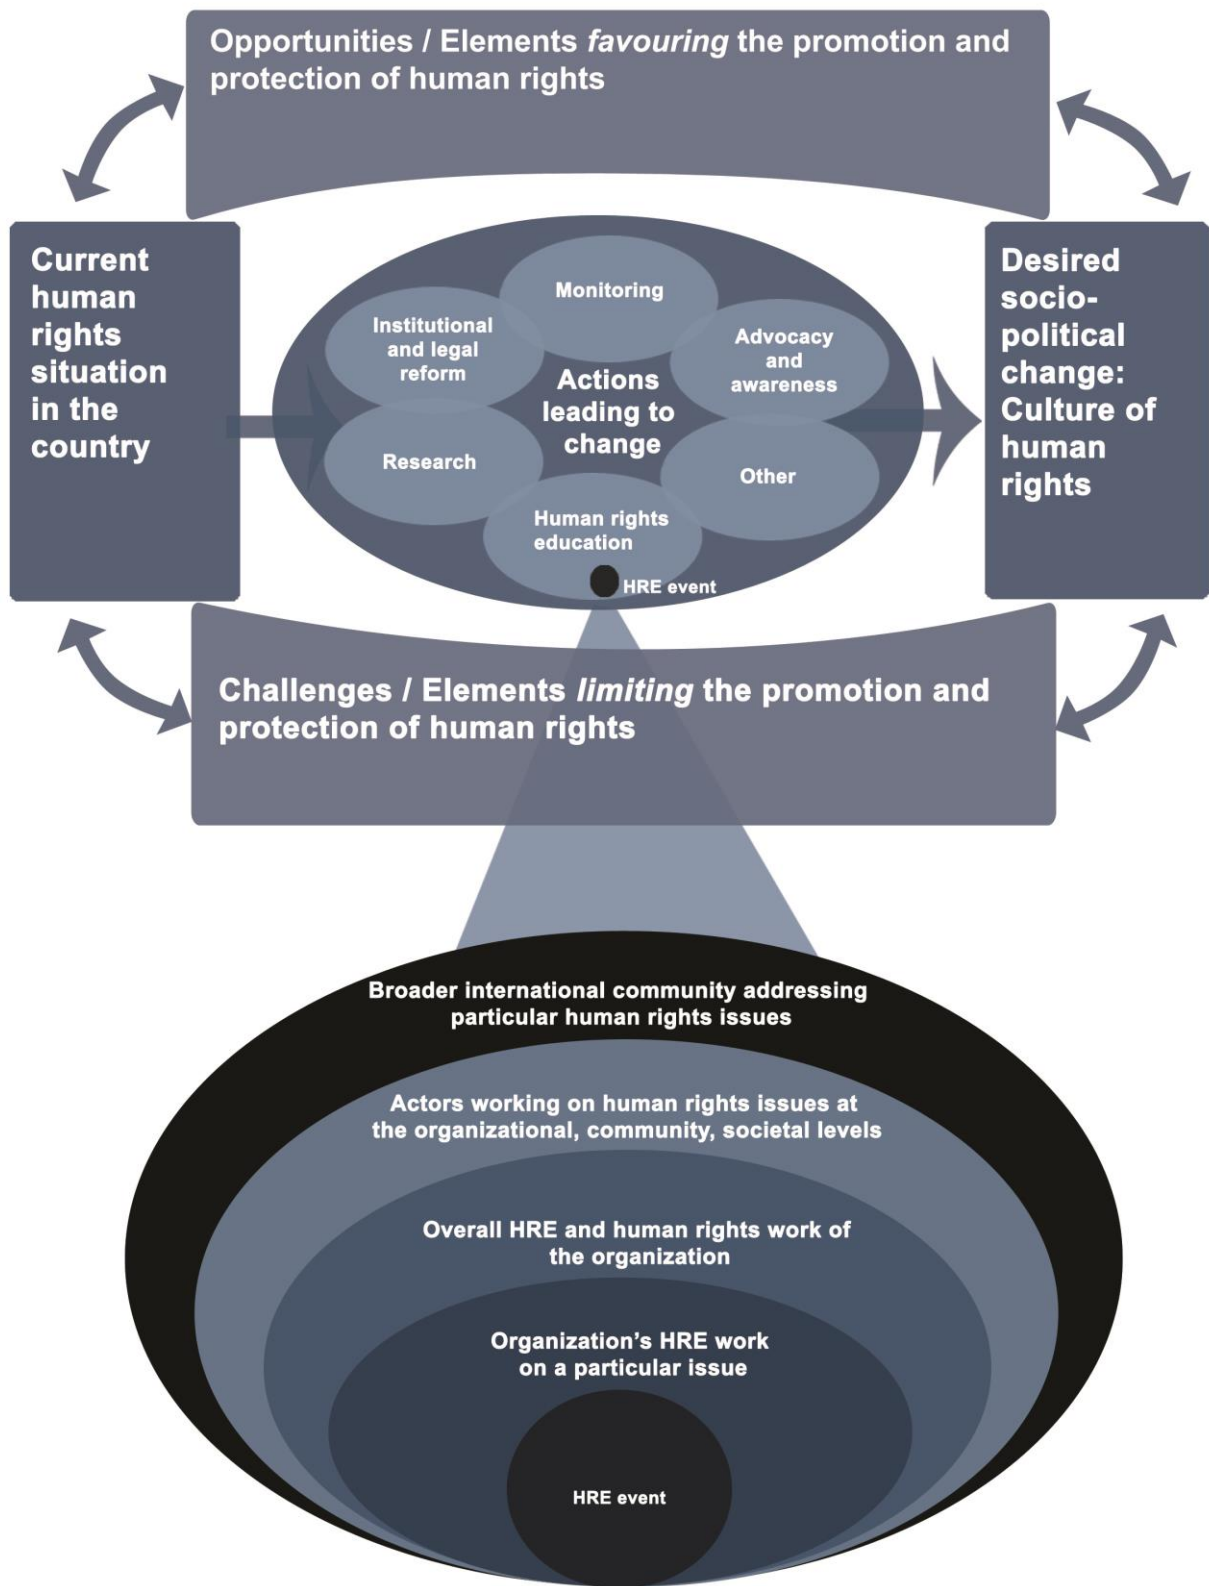 Opportunities / Elements favouring the promotion and
protection of human rights
Current
human
rights
situation
in the
country
Monitoring
Institutional
and legal
reform
Advocacy
and
awareness
Actions
leading to
change
Research
Other
Human rights
education
HRE event
Desired
socio-
political
change:
Culture of
human
rights
Challenges / Elements limiting the promotion and
protection of human rights
Broader international community addressing
particular human rights issues
Actors working on human rights issues at
the organizational, community, societal levels
Overall HRE and human rights work of
the organization
Organization's HRE work
on a particular issue
HRE event